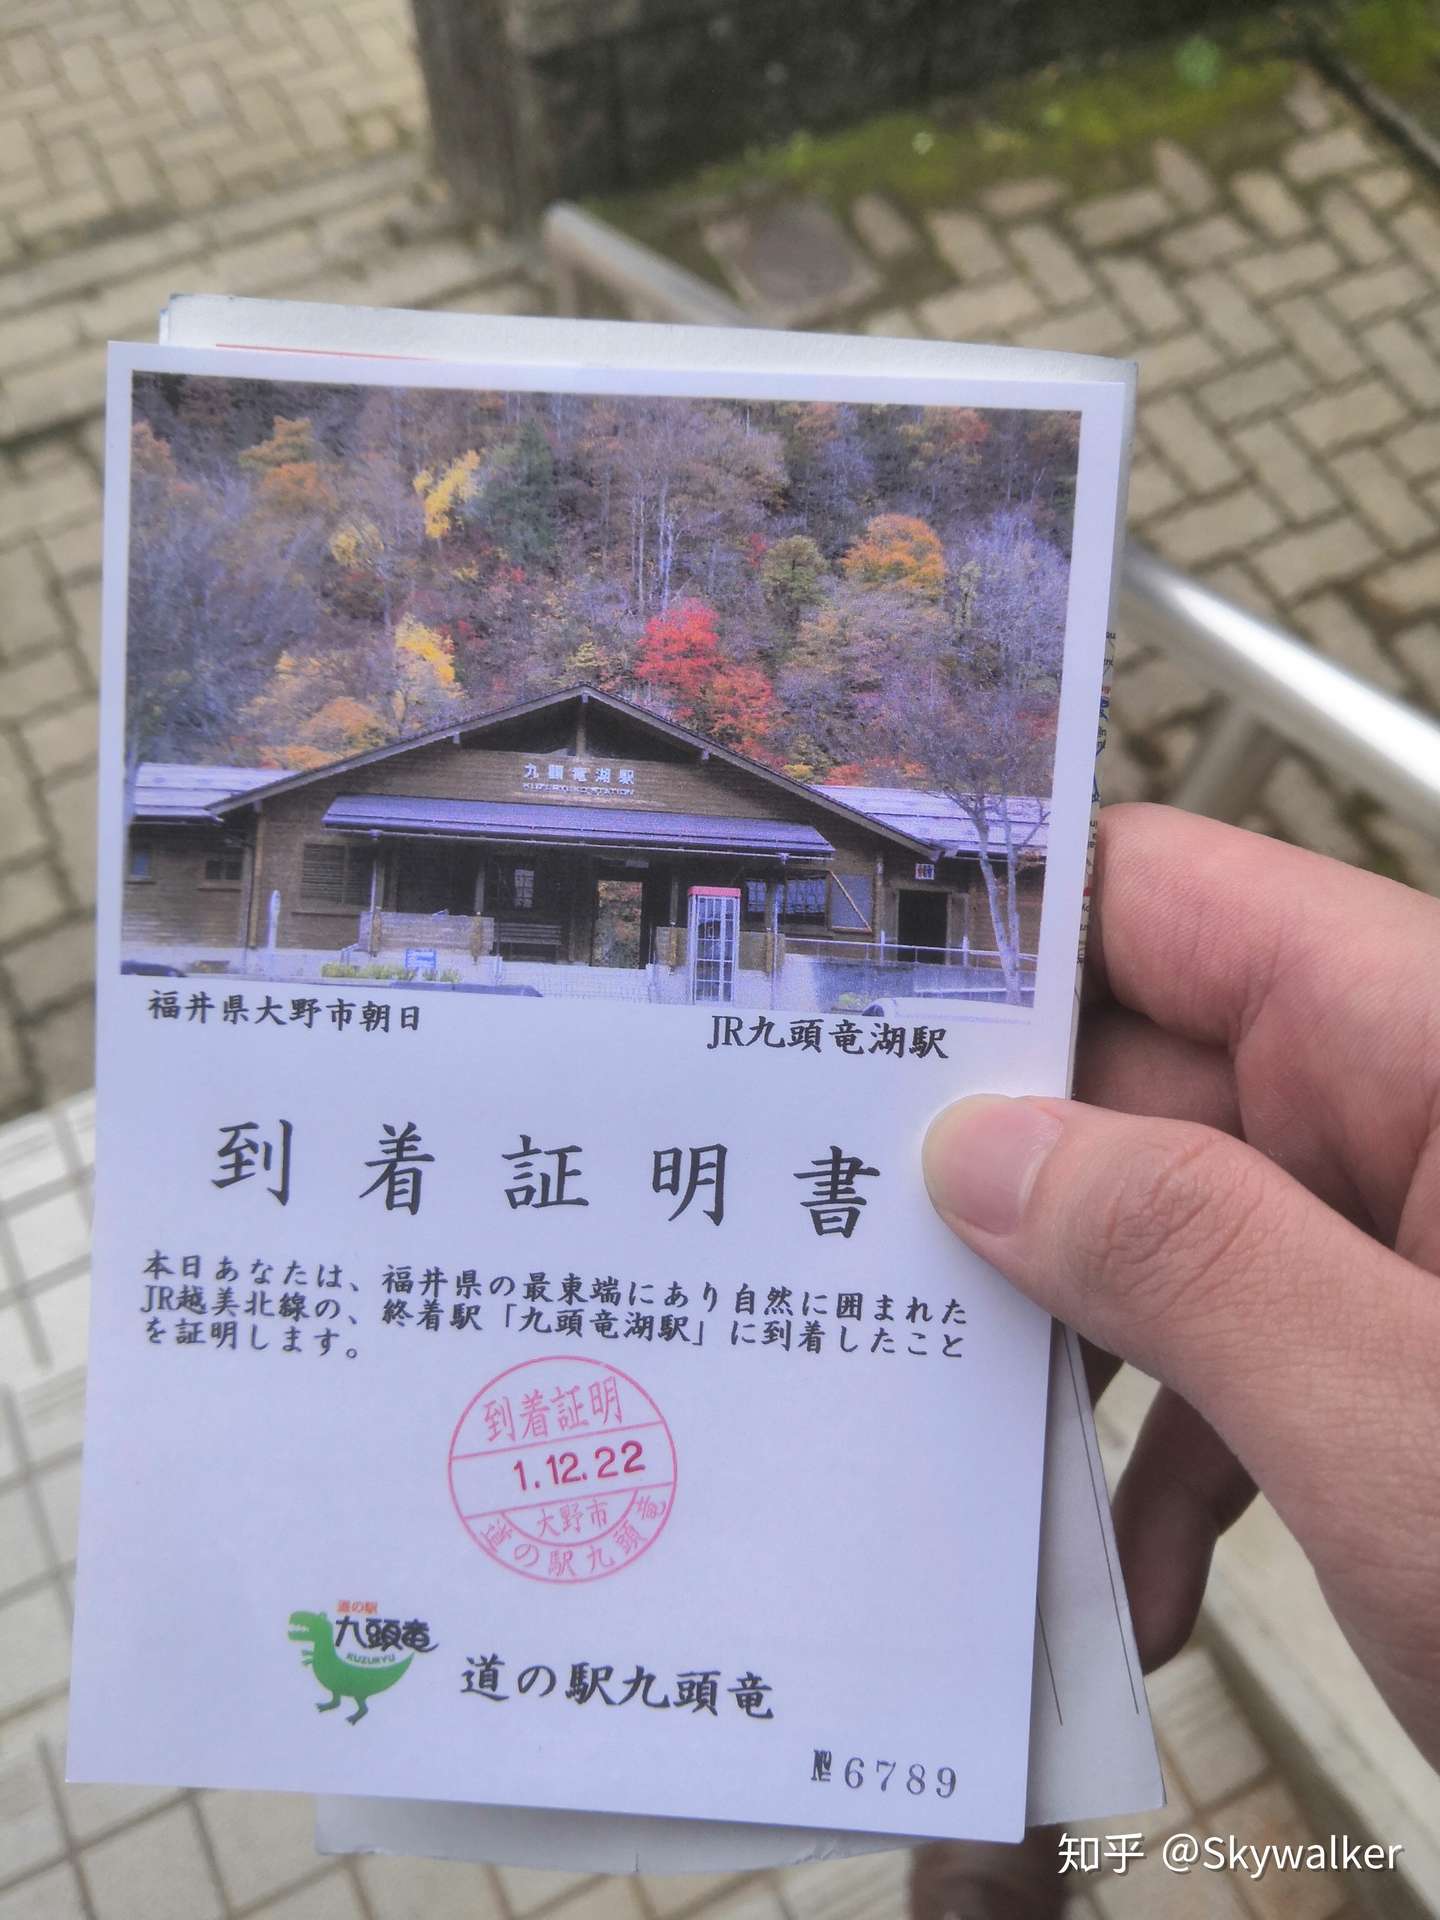 九頭竜湖駅
福井県大野市朝日
JR九頭竜湖駅
到着証明書
本日あなたは、福井県の最東端にあり自然に囲まれた
JR越美北線の、終着駅「九頭竜湖駅」に到着したこと
を証明します。
到着証明
1.12.22
大野市
道の駅九頭竜
道の駅
九頭竜
KUZURYU
道の駅九頭竜
№ 6789
知乎 @Skywalker